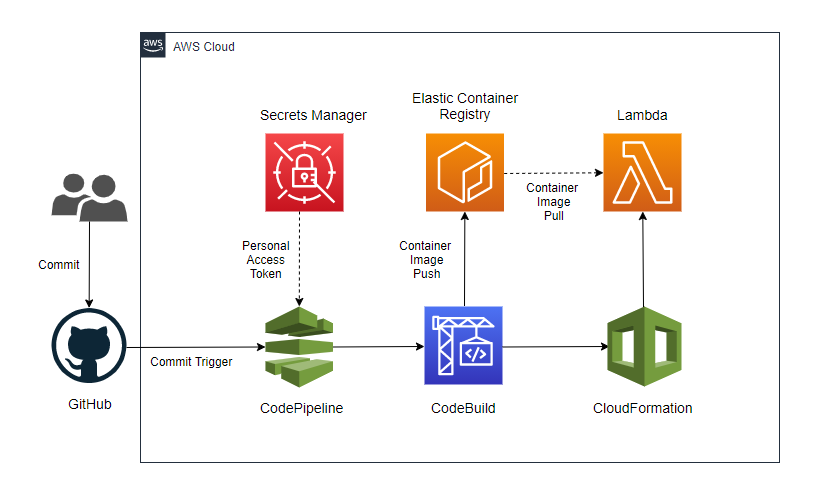 aws
AWS Cloud
Elastic Container
Registry
Secrets Manager
Lambda
Container
Image
Pull
Personal
Access
Token
Container
Image
Push
Commit
Commit Trigger
</>
GitHub
CodePipeline
CodeBuild
CloudFormation